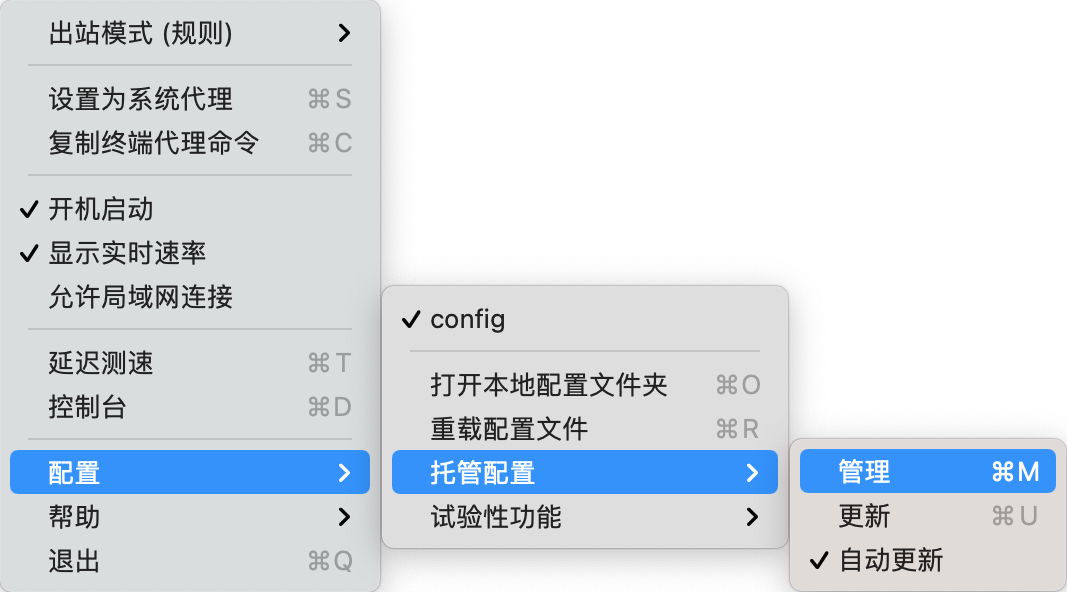 出站模式 (规则)
设置为系统代理 ⌘S
复制终端代理命令 ⌘C
开机启动
显示实时速率
允许局域网连接
延迟测速 ⌘T
控制台 ⌘D
配置
帮助
退出 ⌘Q
config
打开本地配置文件夹 ⌘O
重载配置文件 ⌘R
托管配置
试验性功能
管理 ⌘M
更新 ⌘U
自动更新